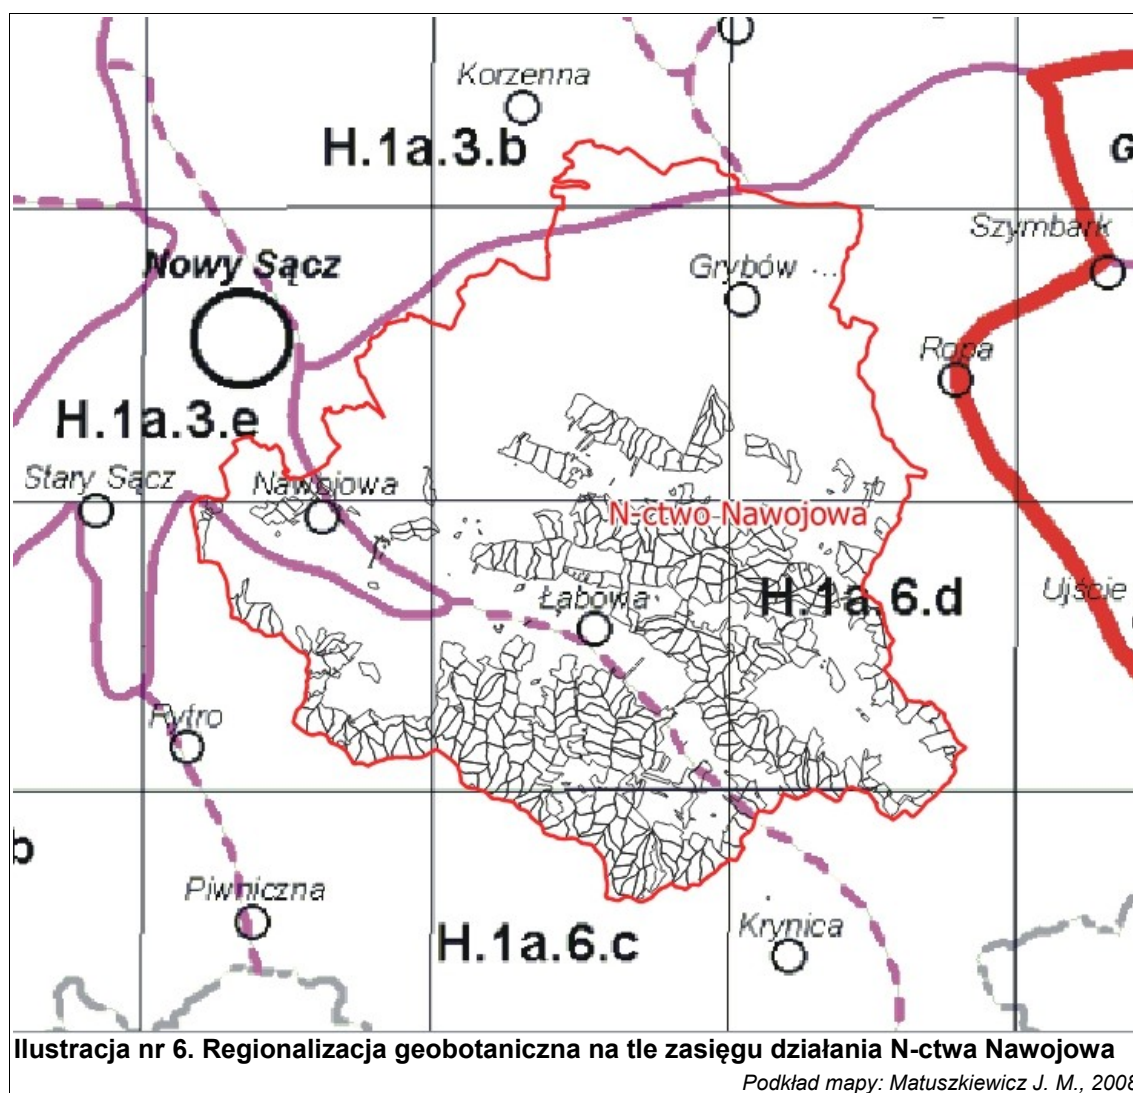 Korzenna
H.1a.3.b
G
Szymbark
Nowy Sącz
Grybów ...
Ropa
H.1a.3.e
Stary Sącz
Nawojowa
N-ctwo Nawojowa
H.1a.6.d
Ujście
Łabowa
Rytro
b
Piwniczna
H.1a.6.c
Krynica
Ilustracja nr 6. Regionalizacja geobotaniczna na tle zasięgu działania N-ctwa Nawojowa
Podkład mapy: Matuszkiewicz J. M., 2008